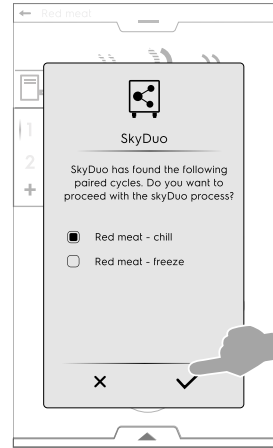 Red meat
1
2
+
SkyDuo
SkyDuo has found the following
paired cycles. Do you want to
proceed with the skyDuo process?
Red meat - chill
Red meat - freeze